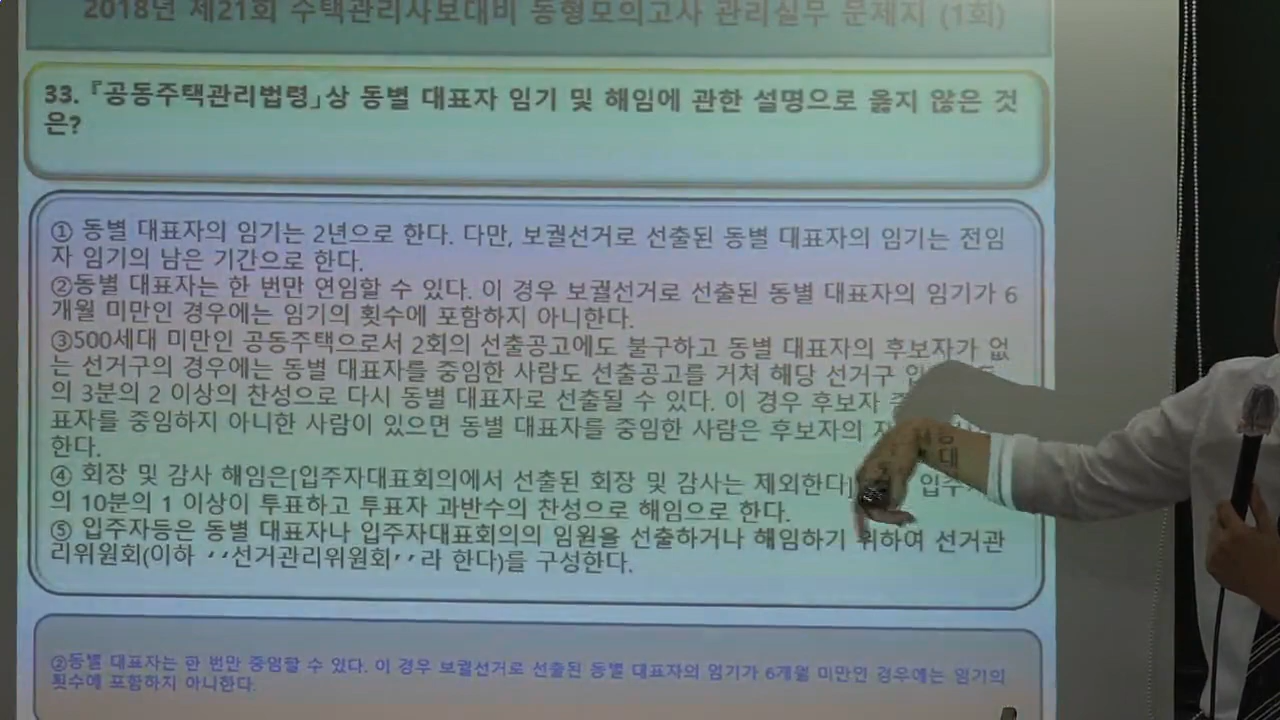 2018년 제21회 주택관리사보대비 동형모의고사 관리실무 문제지 (1회)
33. 『공동주택관리법령』상 동별 대표자 임기 및 해임에 관한 설명으로 옳지 않은 것
은?
① 동별 대표자의 임기는 2년으로 한다. 다만, 보궐선거로 선출된 동별 대표자의 임기는 전임
자 임기의 남은 기간으로 한다.
②동별 대표자는 한 번만 연임할 수 있다. 이 경우 보궐선거로 선출된 동별 대표자의 임기가 6
개월 미만인 경우에는 임기의 횟수에 포함하지 아니한다.
③500세대 미만인 공동주택으로서 2회의 선출공고에도 불구하고 동별 대표자의 후보자가 없
는 선거구의 경우에는 동별 대표자를 중임한 사람도 선출공고를 거쳐 해당 선거구
의 3분의 2 이상의 찬성으로 다시 동별 대표자로 선출될 수 있다. 이 경우 후보자
표자를 중임하지 아니한 사람이 있으면 동별 대표자를 중임한 사람은 후보자의
한다.
④ 회장 및 감사 해임은[입주자대표회의에서 선출된 회장 및 감사는 제외한다]
의 10분의 1 이상이 투표하고 투표자 과반수의 찬성으로 해임으로 한다.
⑤ 입주자등은 동별 대표자나 입주자대표회의의 임원을 선출하거나 해임하기 위하여 선거관
리위원회(이하 ‘‘선거관리위원회’’라 한다)를 구성한다.
②동별 대표자는 한 번만 중임할 수 있다. 이 경우 보궐선거로 선출된 동별 대표자의 임기가 6개월 미만인 경우에는 임기의
횟수에 포함하지 아니한다.